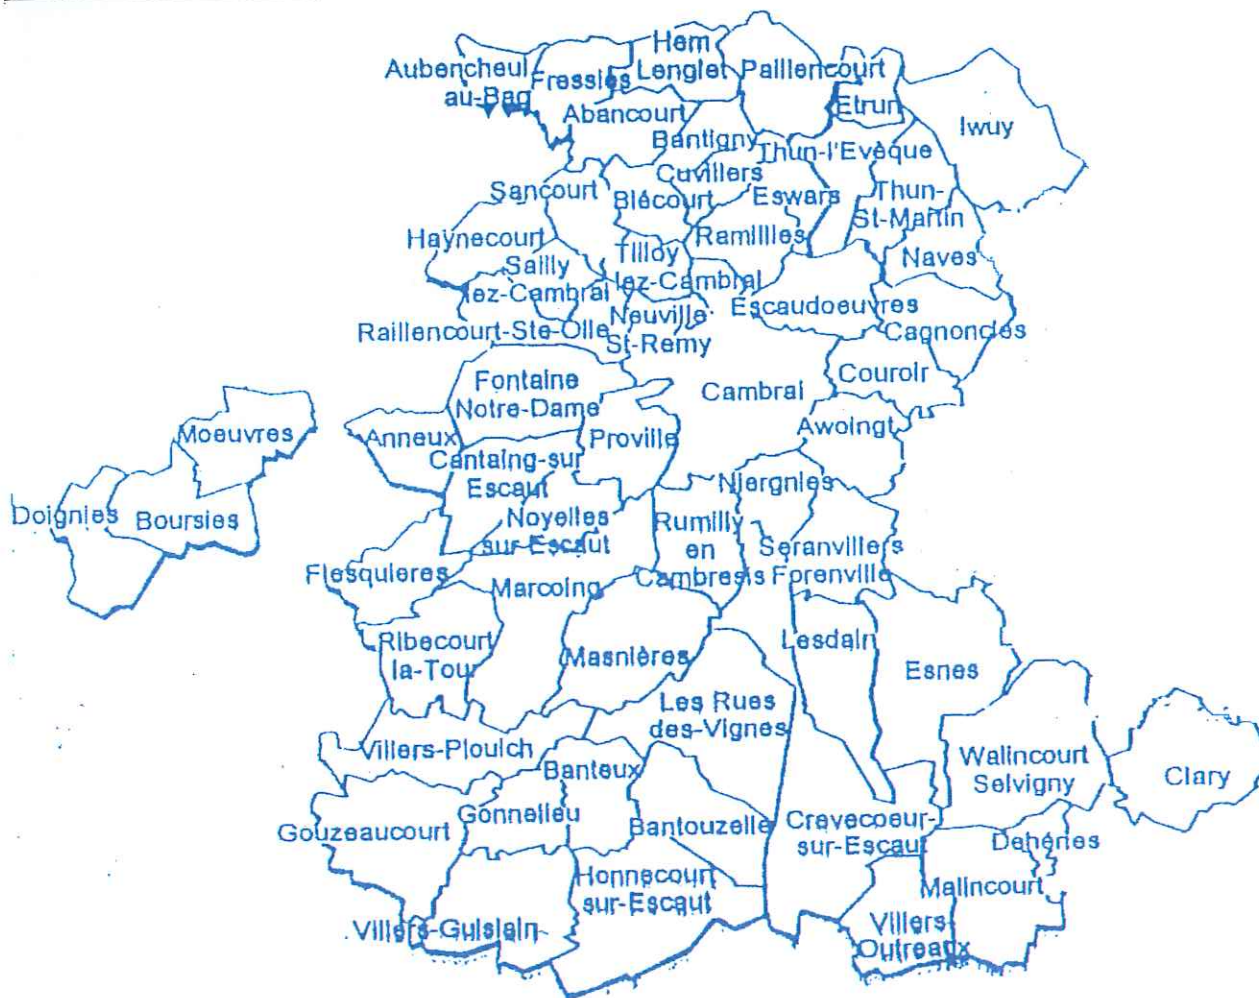 Hem
Lenglet
Aubencheul
au-Bac
Fressies
Paillencourt
Etrun
Abancourt
Bantigny
Iwuy
Thun-l'Evêque
Cuvillers
Sancourt
Blécourt
Eswars
Thun-
St-Martin
Haynecourt
Ramillies
Tilloy
lez-Cambrai
Naves
Sailly
lez-Cambrai
Escaudoeuvres
Neuville
St-Remy
Raillencourt-Ste-Olle
Cagnoncles
Couroir
Fontaine
Notre-Dame
Cambrai
Moeuvres
Anneux
Proville
Awoingt
Cantaing-sur
Escaut
Niergnies
Doignies
Boursies
Noyelles
sur-Escaut
Rumilly
en
Cambresis
Seranvillers
Forenville
Flesquieres
Marcoing
Ribecourt
la-Tour
Masnières
Lesdain
Esnes
Les Rues
des-Vignes
Villers-Plouich
Banteux
Walincourt
Selvigny
Clary
Gonnelieu
Gouzeaucourt
Bantouzelle
Crevecoeur-
sur-Escaut
Dehéries
Honnecourt
sur-Escaut
Malincourt
Villers-Guislain
Villers-
Outreaux